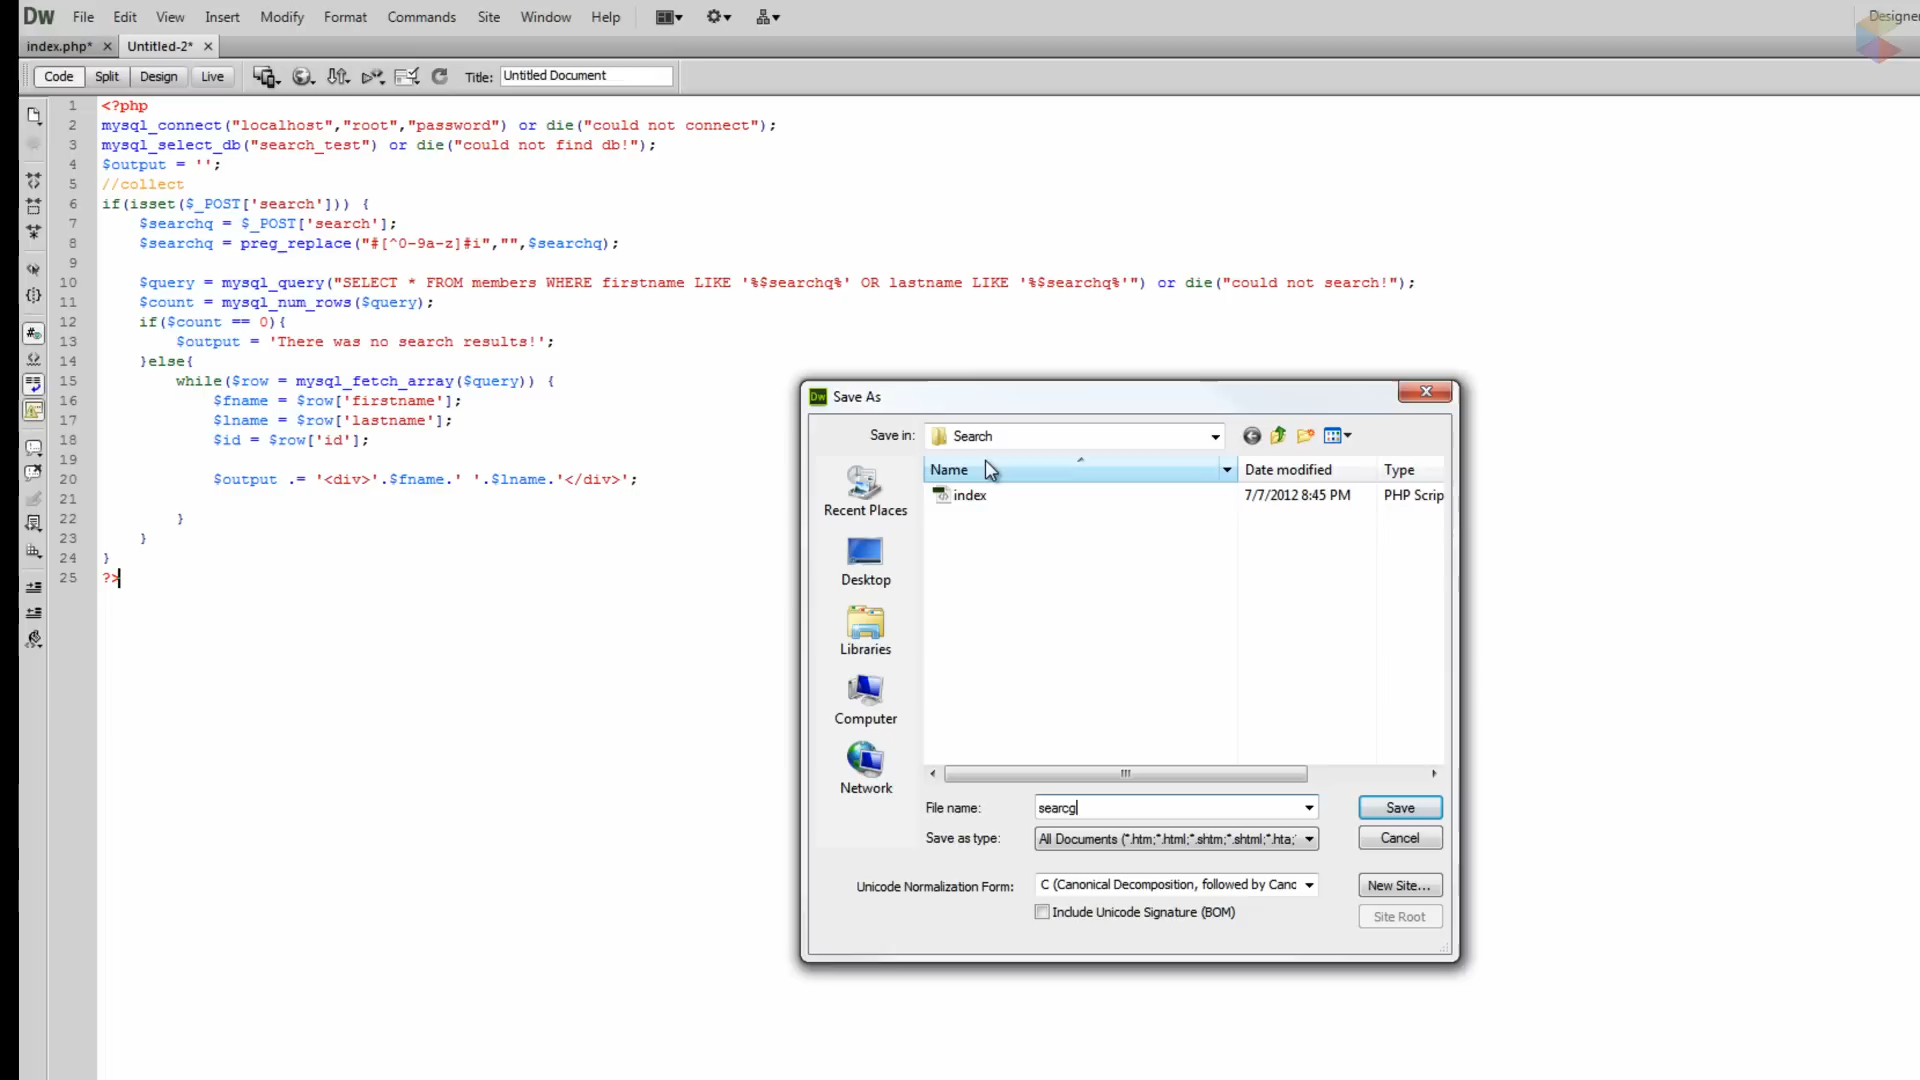 Dw File Edit View Insert Modify Format Commands Site Window Help Designer
index.php* Untitled-2*
Code Split Design Live Title: Untitled Document
1 <?php
2 mysql_connect("localhost","root","password") or die("could not connect");
3 mysql_select_db("search_test") or die("could not find db!");
4 $output = '';
5 //collect
6 if(isset($_POST['search'])) {
7 $searchq = $_POST['search'];
8 $searchq = preg_replace("#[^0-9a-z]#i","",$searchq);
9
10 $query = mysql_query("SELECT * FROM members WHERE firstname LIKE '%$searchq%' OR lastname LIKE '%$searchq%'") or die("could not search!");
11 $count = mysql_num_rows($query);
12 if($count == 0){
13 $output = 'There was no search results!';
14 }else{
15 while($row = mysql_fetch_array($query)) {
16 $fname = $row['firstname'];
17 $lname = $row['lastname'];
18 $id = $row['id'];
19
20 $output .= '<div>'.$fname.' '.$lname.'</div>';
21
22 }
23 }
24 }
25 ?>
Dw Save As
Save in: Search
Name Date modified Type
index 7/7/2012 8:45 PM PHP Scrip
Recent Places
Desktop
Libraries
Computer
Network
File name: searcg Save
Save as type: All Documents (*.htm;*.html;*.shtm;*.shtml;*.hta;* Cancel
Unicode Normalization Form: C (Canonical Decomposition, followed by Canc New Site...
Include Unicode Signature (BOM) Site Root